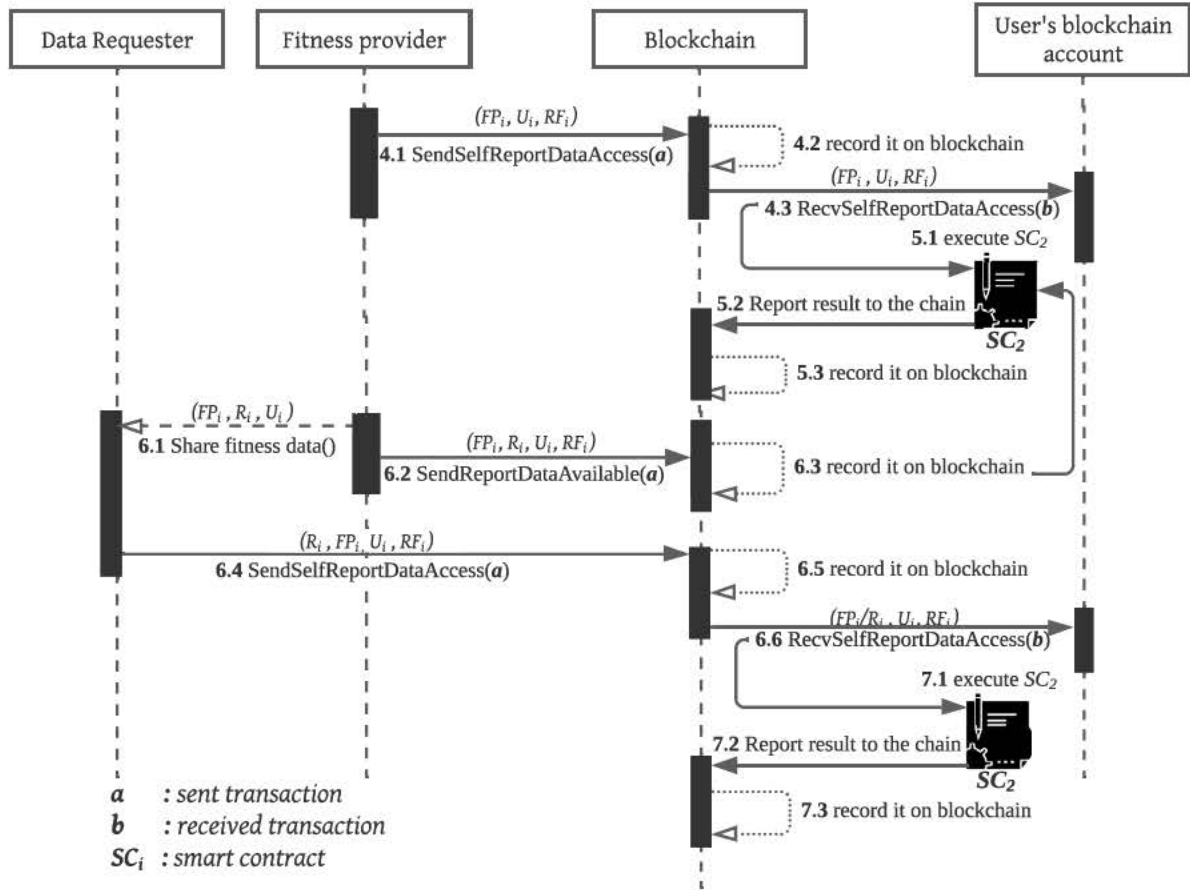 Data Requester
Fitness provider
Blockchain
User's blockchain
account
(FPᵢ, Uᵢ, RFᵢ)
4.1 SendSelfReportDataAccess(a)
4.2 record it on blockchain
(FPᵢ, Uᵢ, RFᵢ)
4.3 RecvSelfReportDataAccess(b)
5.1 execute SC₂
5.2 Report result to the chain
SC₂
5.3 record it on blockchain
(FPᵢ, Rᵢ, Uᵢ)
6.1 Share fitness data()
(FPᵢ, Rᵢ, Uᵢ, RFᵢ)
6.2 SendReportDataAvailable(a)
6.3 record it on blockchain
(Rᵢ, FPᵢ, Uᵢ, RFᵢ)
6.4 SendSelfReportDataAccess(a)
6.5 record it on blockchain
(FPᵢ/Rᵢ, Uᵢ, RFᵢ)
6.6 RecvSelfReportDataAccess(b)
7.1 execute SC₂
7.2 Report result to the chain
SC₂
7.3 record it on blockchain
a : sent transaction
b : received transaction
SCᵢ : smart contract